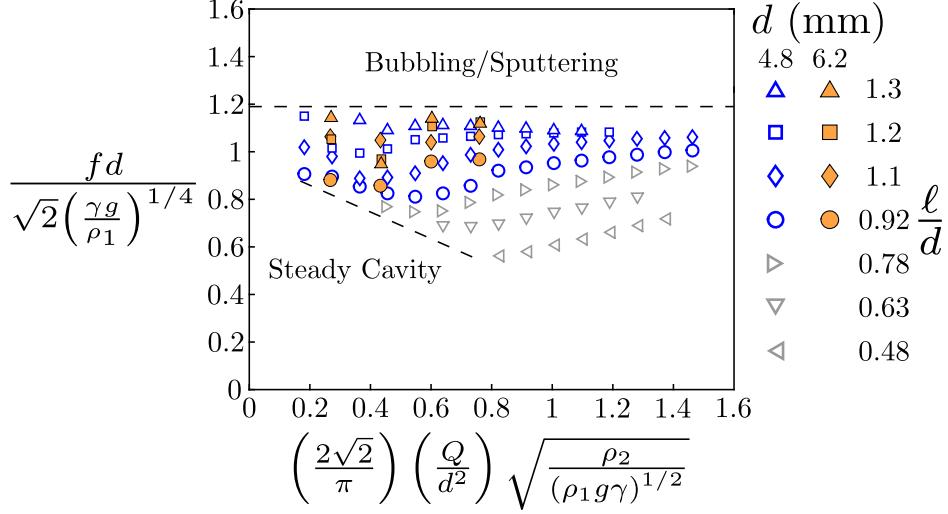 d (mm)
4.8 6.2
1.3
1.2
1.1
0.92
0.78
0.63
0.48
ℓ/d
fd / √2(γg/ρ₁)^1/4
1.6
1.4
1.2
1
0.8
0.6
0.4
0.2
0
Bubbling/Sputtering
Steady Cavity
0 0.2 0.4 0.6 0.8 1 1.2 1.4 1.6
(2√2/π) (Q/d²) √(ρ₂/(ρ₁gγ)^1/2)